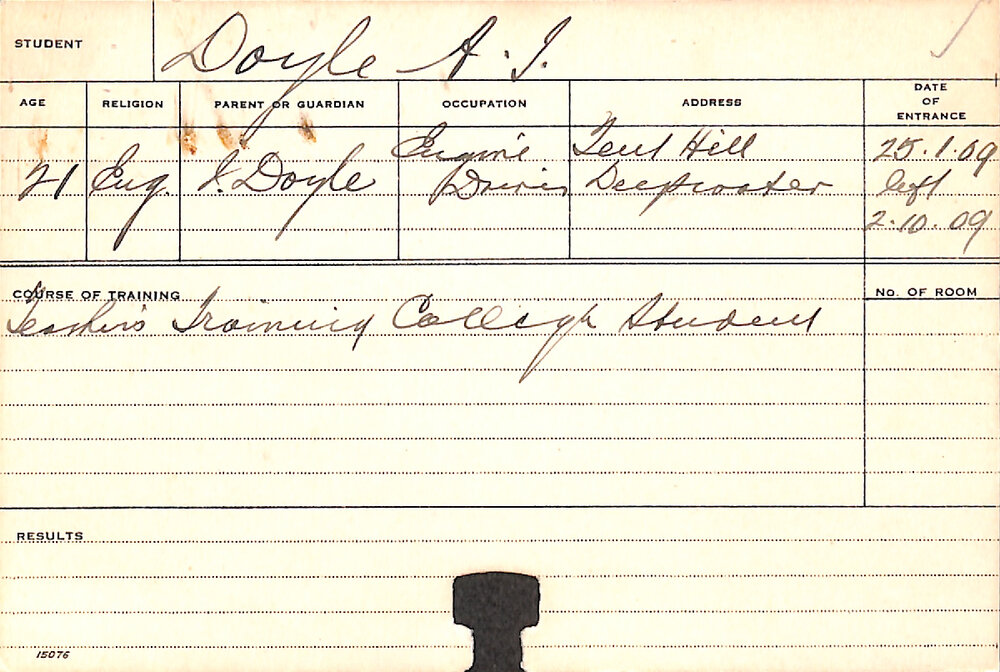 STUDENT
Doyle A. J.
AGE
RELIGION
PARENT OR GUARDIAN
OCCUPATION
ADDRESS
DATE
OF
ENTRANCE
21
Eng.
J. Doyle
Engine
Driver
Tent Hill
Deepwater
25.1.09
left
2.10.09
COURSE OF TRAINING
No. OF ROOM
Teachers Training College Student
RESULTS
15076